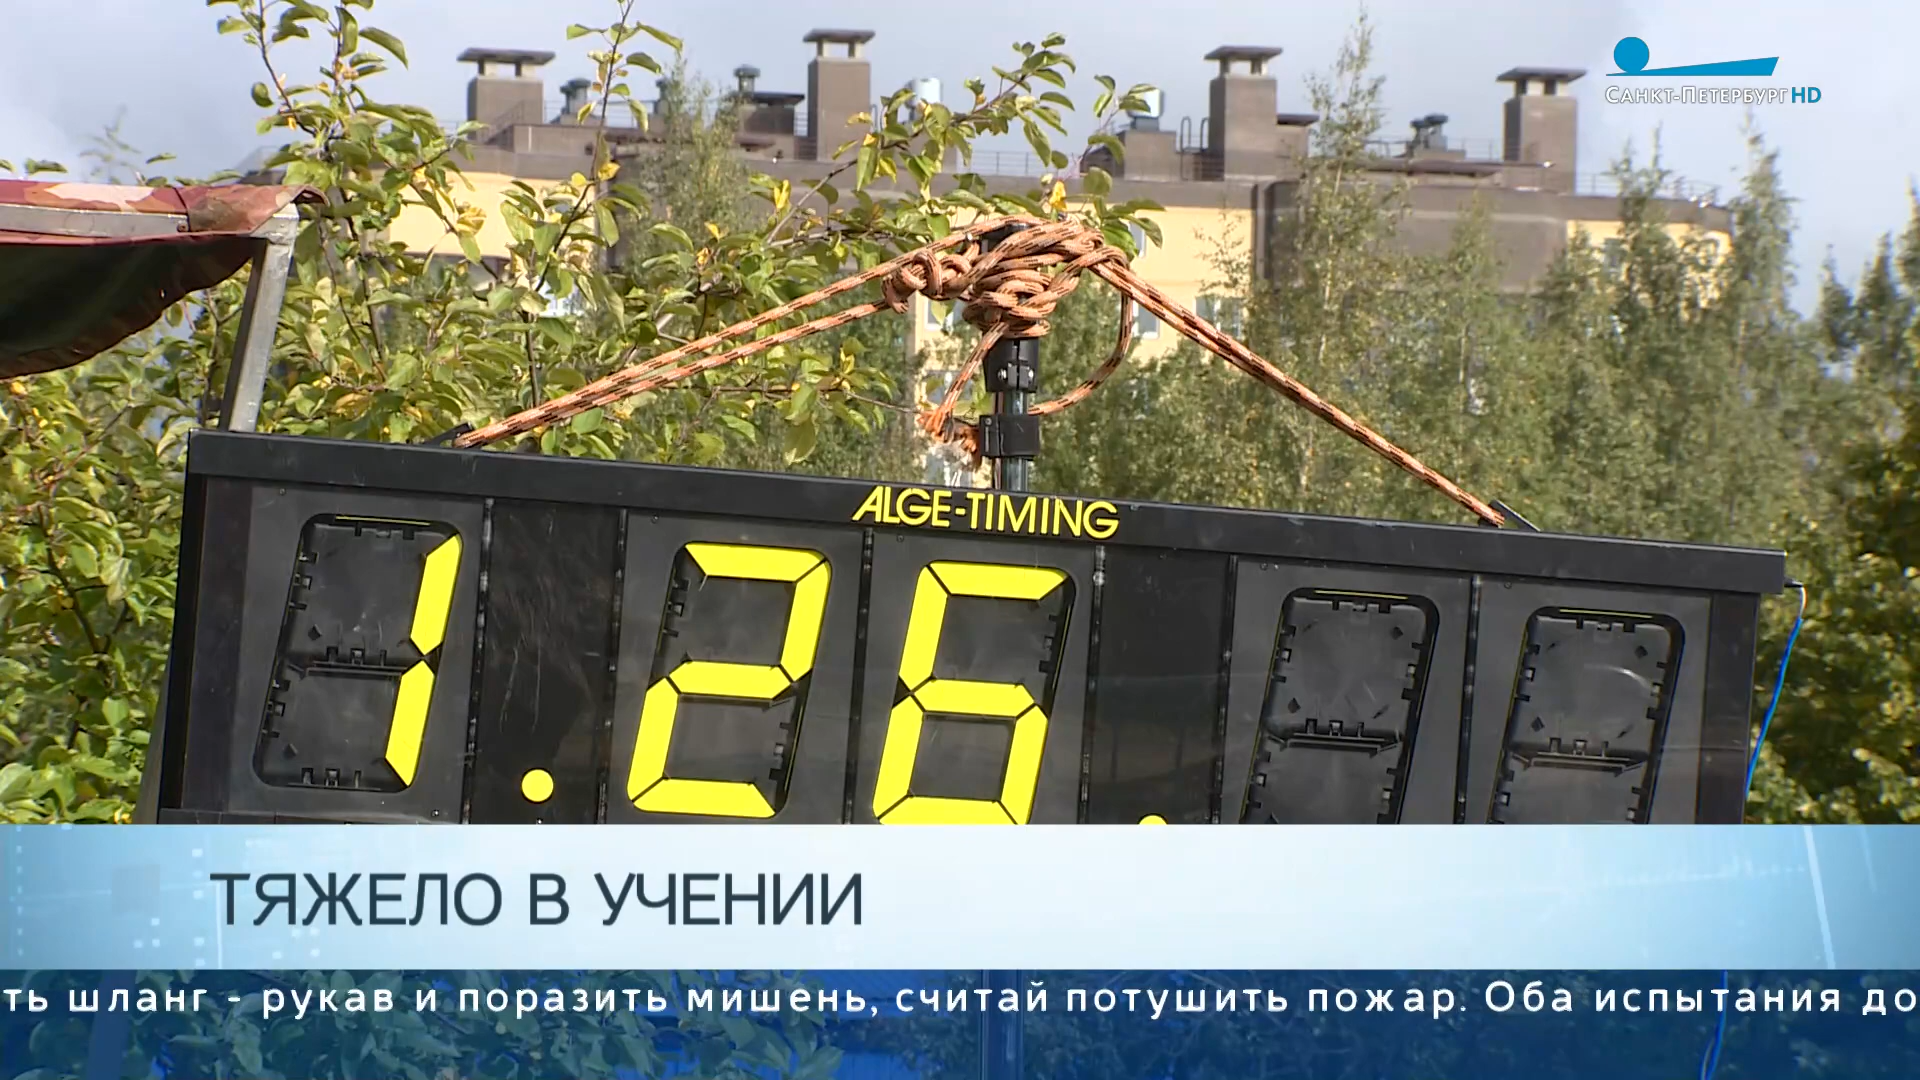 САНКТ-ПЕТЕРБУРГ HD
ALGE-TIMING
1.26.
ТЯЖЕЛО В УЧЕНИИ
ть шланг - рукав и поразить мишень, считай потушить пожар. Оба испытания до